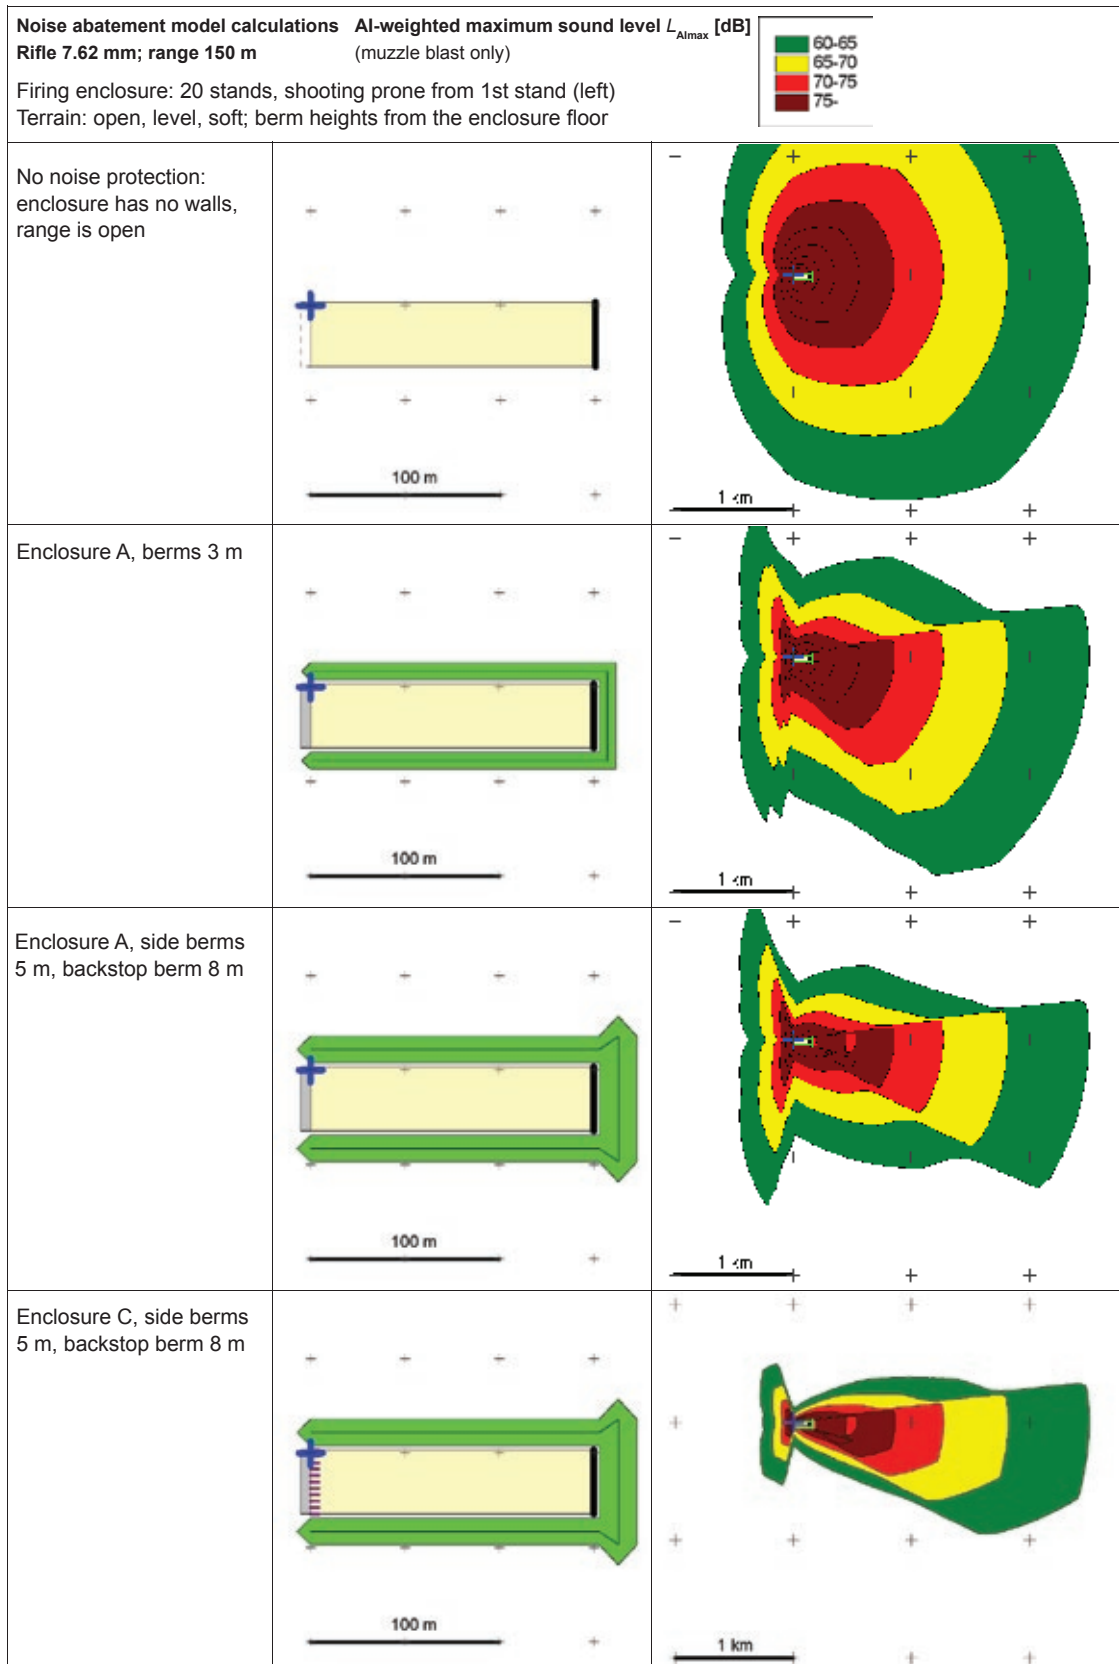 Noise abatement model calculations AI-weighted maximum sound level L_AImax [dB]
Rifle 7.62 mm; range 150 m (muzzle blast only)
Firing enclosure: 20 stands, shooting prone from 1st stand (left)
Terrain: open, level, soft; berm heights from the enclosure floor
60-65
65-70
70-75
75-
No noise protection:
enclosure has no walls,
range is open
100 m
1 km
Enclosure A, berms 3 m
100 m
1 km
Enclosure A, side berms
5 m, backstop berm 8 m
100 m
1 km
Enclosure C, side berms
5 m, backstop berm 8 m
100 m
1 km